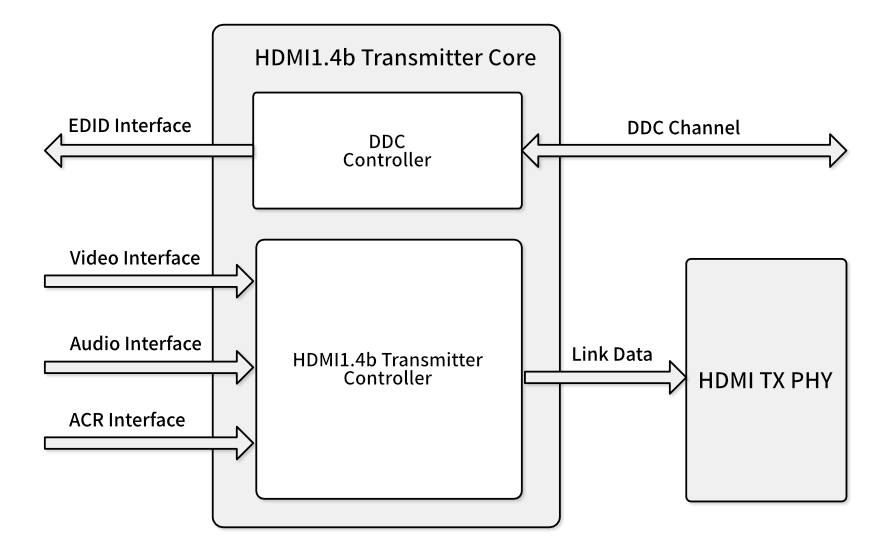 HDMI1.4b Transmitter Core
EDID Interface
DDC
Controller
DDC Channel
Video Interface
Audio Interface
ACR Interface
HDMI1.4b Transmitter
Controller
Link Data
HDMI TX PHY